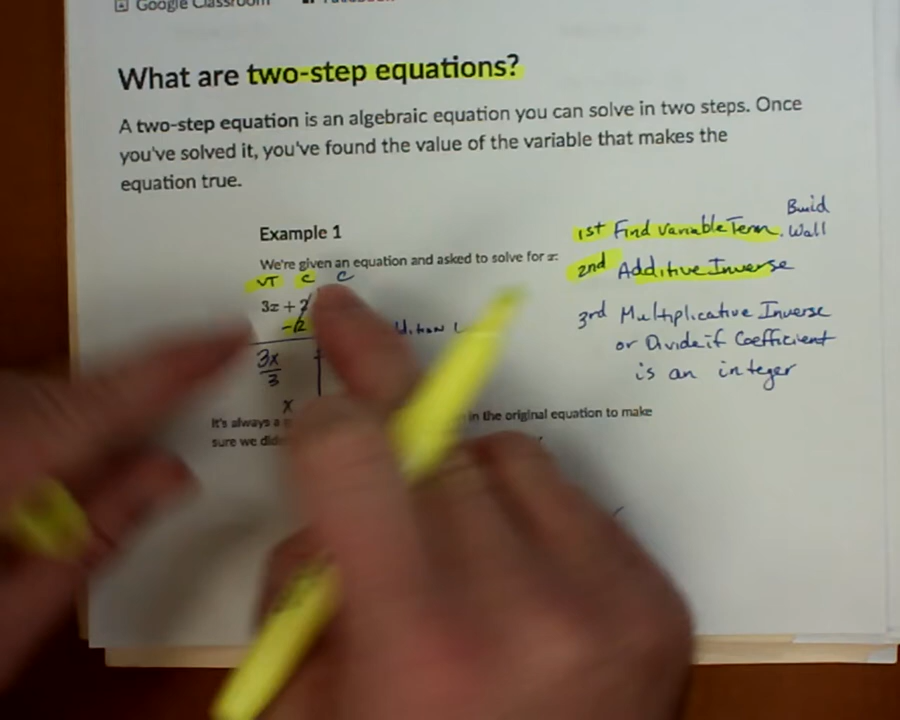 Google Classroom
What are two-step equations?
A two-step equation is an algebraic equation you can solve in two steps. Once
you've solved it, you've found the value of the variable that makes the
equation true.
Example 1
We're given an equation and asked to solve for x:
VT C C
3x + 2
-2
3x
3
x
It's always a
sure we did
in the original equation to make
1st Find Variable Term, Build
Wall
2nd Additive Inverse
3rd Multiplicative Inverse
or Divide if Coefficient
is an integer